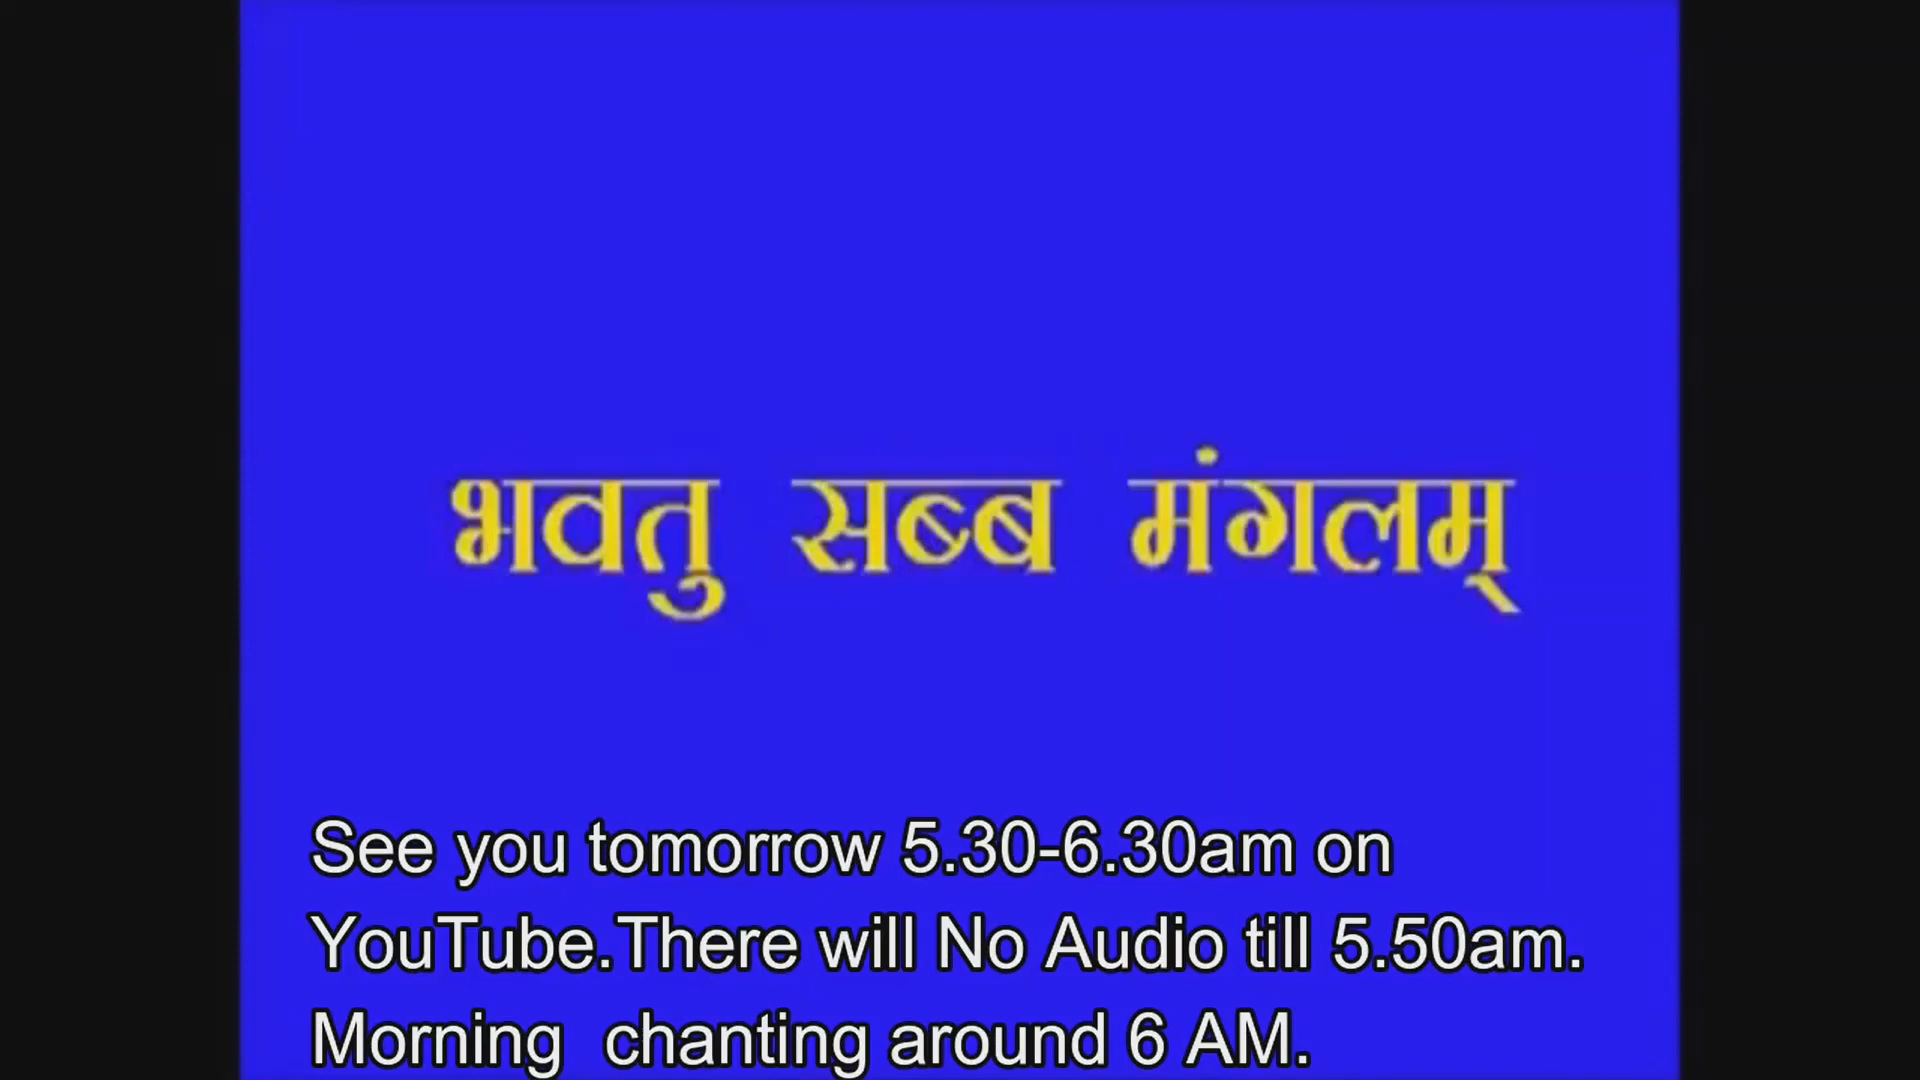 भवतु सब्ब मंगलम्
See you tomorrow 5.30-6.30am on
YouTube.There will No Audio till 5.50am.
Morning  chanting around 6 AM.